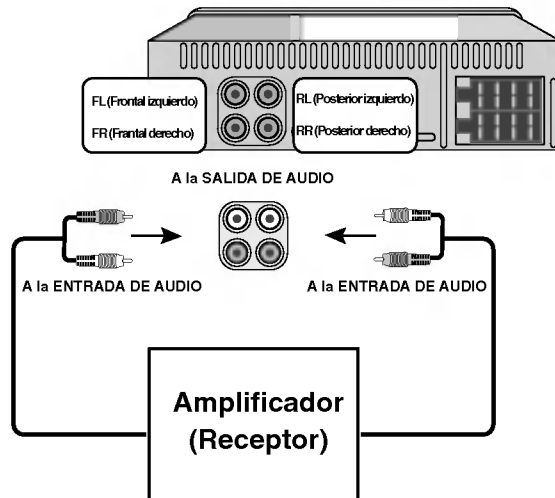 FL (Frontal izquierdo)
FR (Frantal derecho)
RL (Posterior izquierdo)
RR (Posterior derecho)
A la SALIDA DE AUDIO
A la ENTRADA DE AUDIO
A la ENTRADA DE AUDIO
Amplificador
(Receptor)